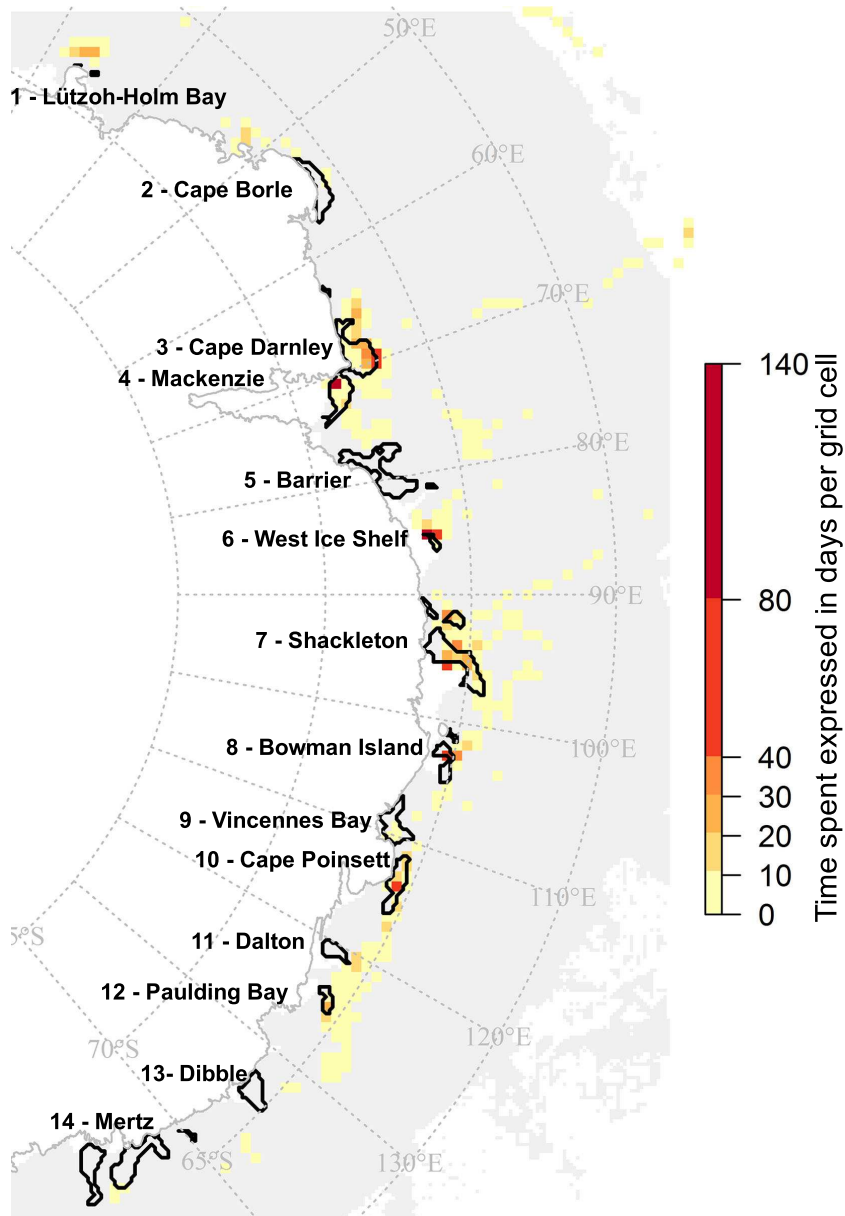 50°E
1 - Lützoh-Holm Bay
60°E
2 - Cape Borle
70°E
3 - Cape Darnley
4 - Mackenzie
80°E
5 - Barrier
6 - West Ice Shelf
90°E
7 - Shackleton
8 - Bowman Island
100°E
9 - Vincennes Bay
10 - Cape Poinsett
110°E
5°S
11 - Dalton
12 - Paulding Bay
120°E
70°S
13- Dibble
14 - Mertz
65°S
130°E
140
80
40
30
20
10
0
Time spent expressed in days per grid cell